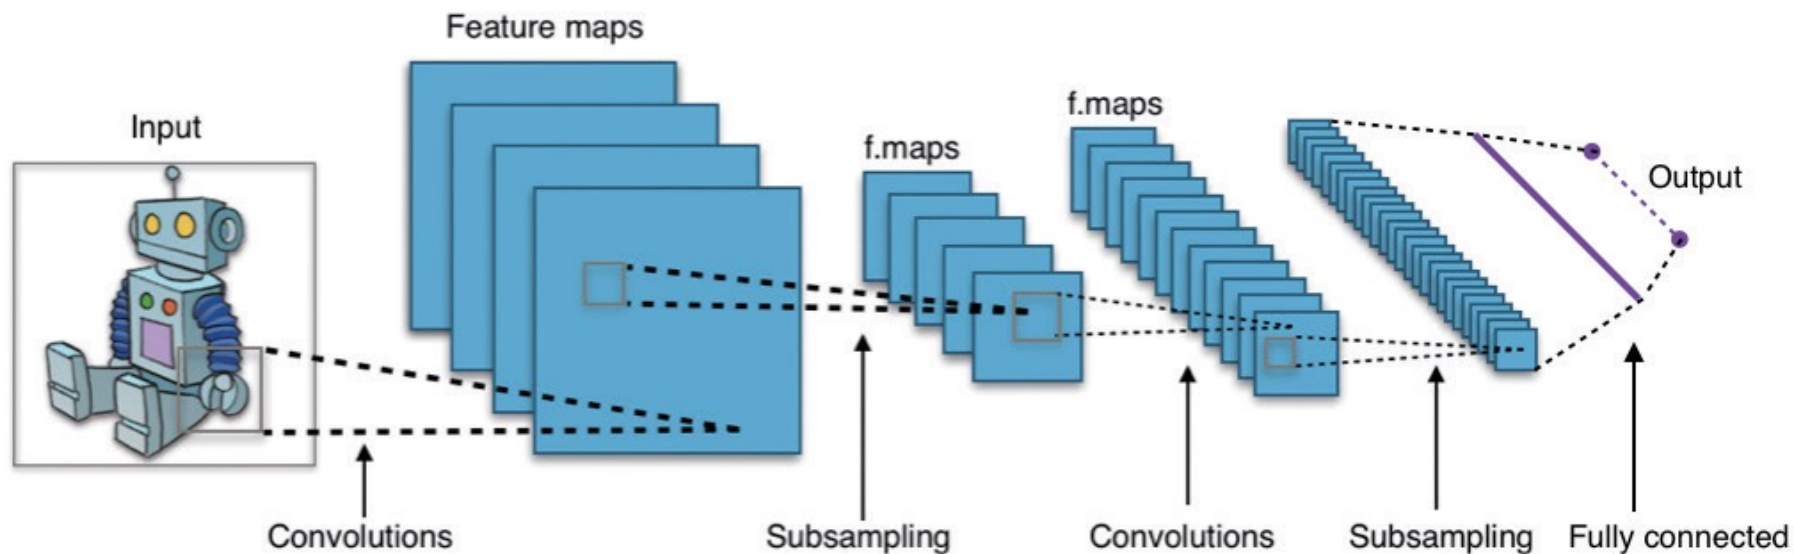 Feature maps
Input
f.maps
f.maps
Output
Convolutions
Subsampling
Convolutions
Subsampling
Fully connected